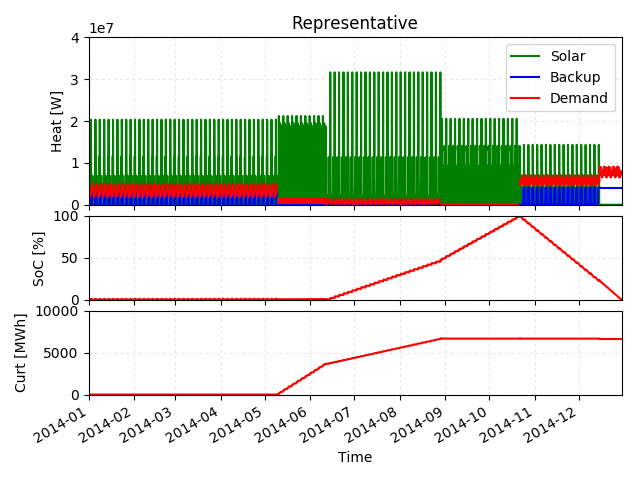 Representative
1e7
4
3
2
1
0
Heat [W]
Solar
Backup
Demand
100
50
0
SoC [%]
10000
5000
0
Curt [MWh]
2014-01
2014-02
2014-03
2014-04
2014-05
2014-06
2014-07
2014-08
2014-09
2014-10
2014-11
2014-12
Time